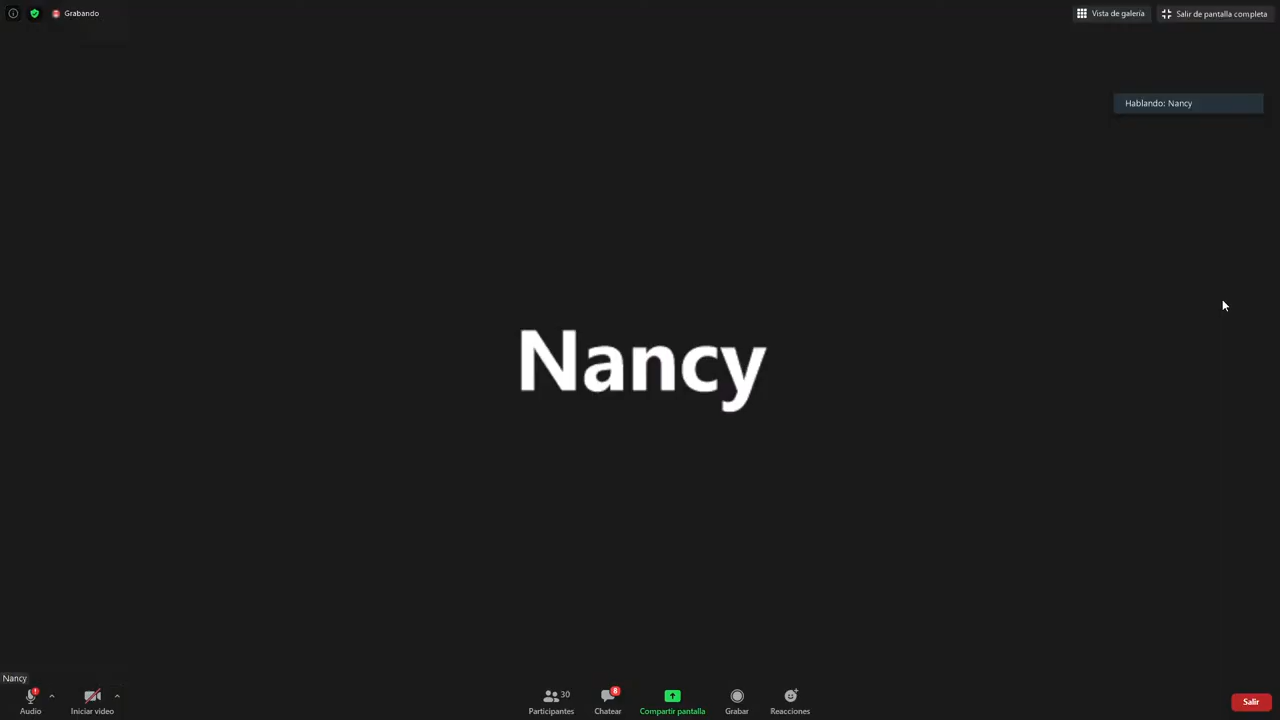 Grabando
Vista de galería
Salir de pantalla completa
Hablando: Nancy
Nancy
Nancy
Audio
Iniciar video
30
Participantes
8
Chatear
Compartir pantalla
Grabar
Reacciones
Salir